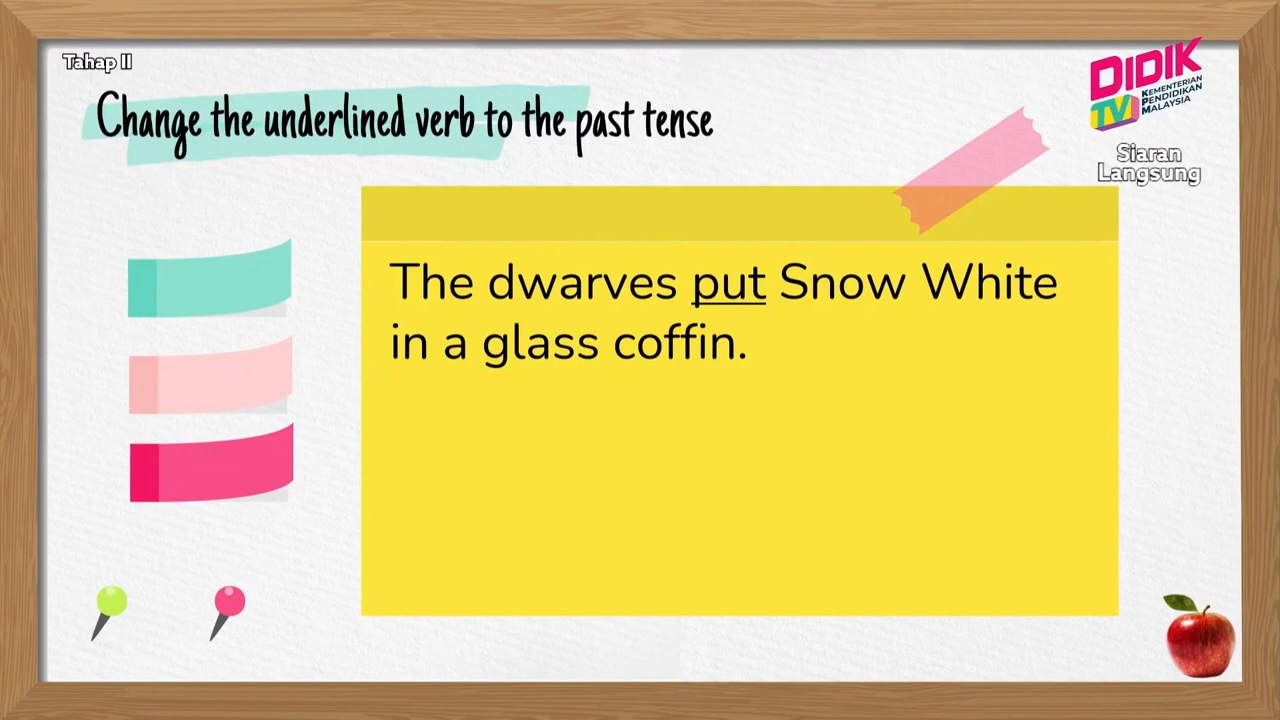 Tahap II
Change the underlined verb to the past tense
DIDIK
TV
KEMENTERIAN
PENDIDIKAN
MALAYSIA
Siaran
Langsung
The dwarves put Snow White
in a glass coffin.